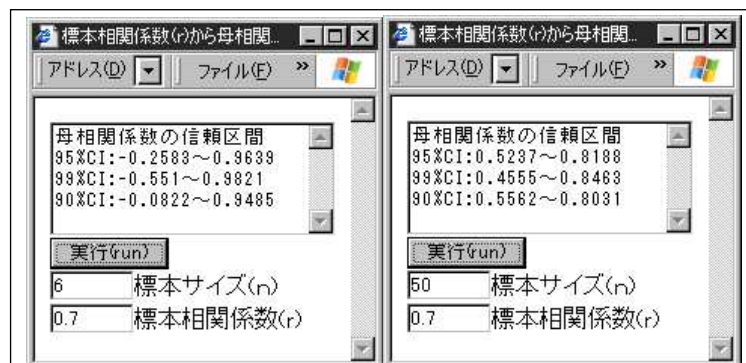 標本相関係数(r)から母相関...
アドレス(D) ファイル(F) »
母相関係数の信頼区間
95%CI:-0.2583～0.9639
99%CI:-0.551～0.9821
90%CI:-0.0822～0.9485
実行(run)
6 標本サイズ(n)
0.7 標本相関係数(r)
標本相関係数(r)から母相関...
アドレス(D) ファイル(F) »
母相関係数の信頼区間
95%CI:0.5237～0.8188
99%CI:0.4555～0.8463
90%CI:0.5562～0.8031
実行(run)
50 標本サイズ(n)
0.7 標本相関係数(r)